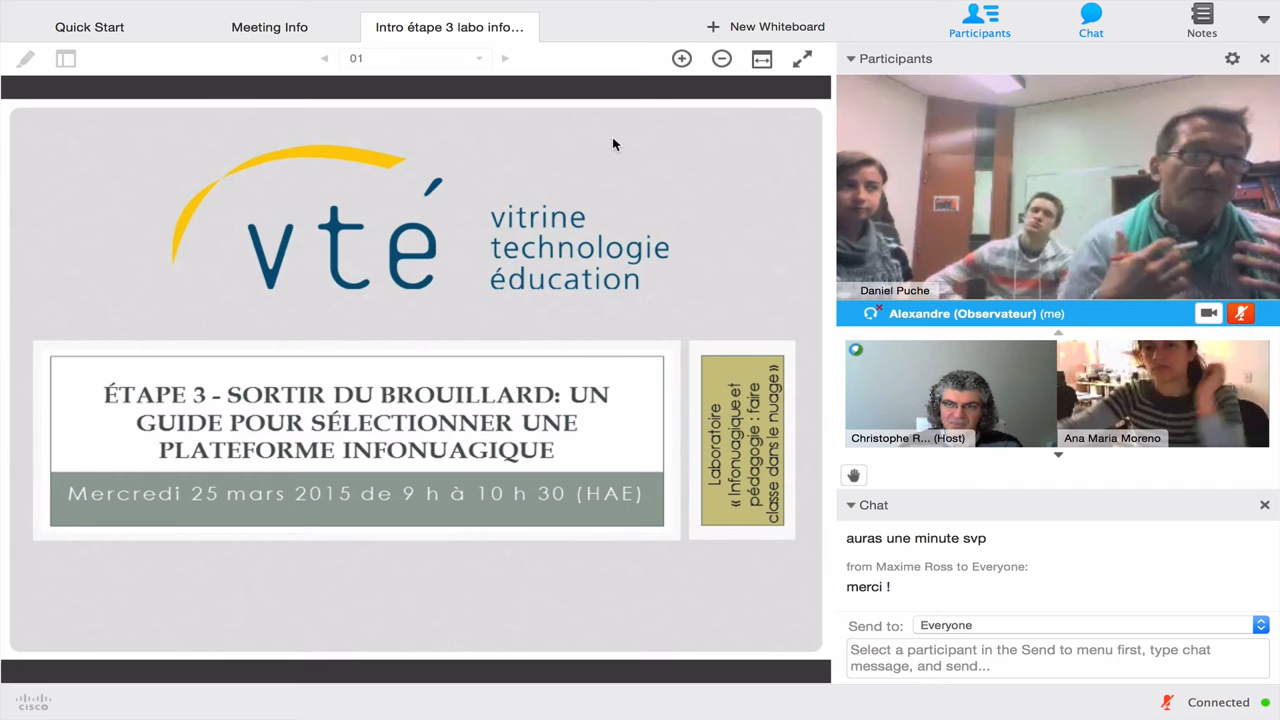 Quick Start
Meeting Info
Intro étape 3 labo info...
New Whiteboard
Participants
Chat
Notes
01
Participants
vté
vitrine
technologie
éducation
ÉTAPE 3 - SORTIR DU BROUILLARD: UN
GUIDE POUR SÉLECTIONNER UNE
PLATEFORME INFONUAGIQUE
Mercredi 25 mars 2015 de 9 h à 10 h 30 (HAE)
Laboratoire
« Infonuagique et
pédagogie : faire
classe dans le nuage»
Daniel Puche
Alexandre (Observateur) (me)
Christophe R... (Host)
Ana Maria Moreno
Chat
auras une minute svp
from Maxime Ross to Everyone:
merci !
Send to:
Everyone
Select a participant in the Send to menu first, type chat
message, and send...
CISCO
Connected